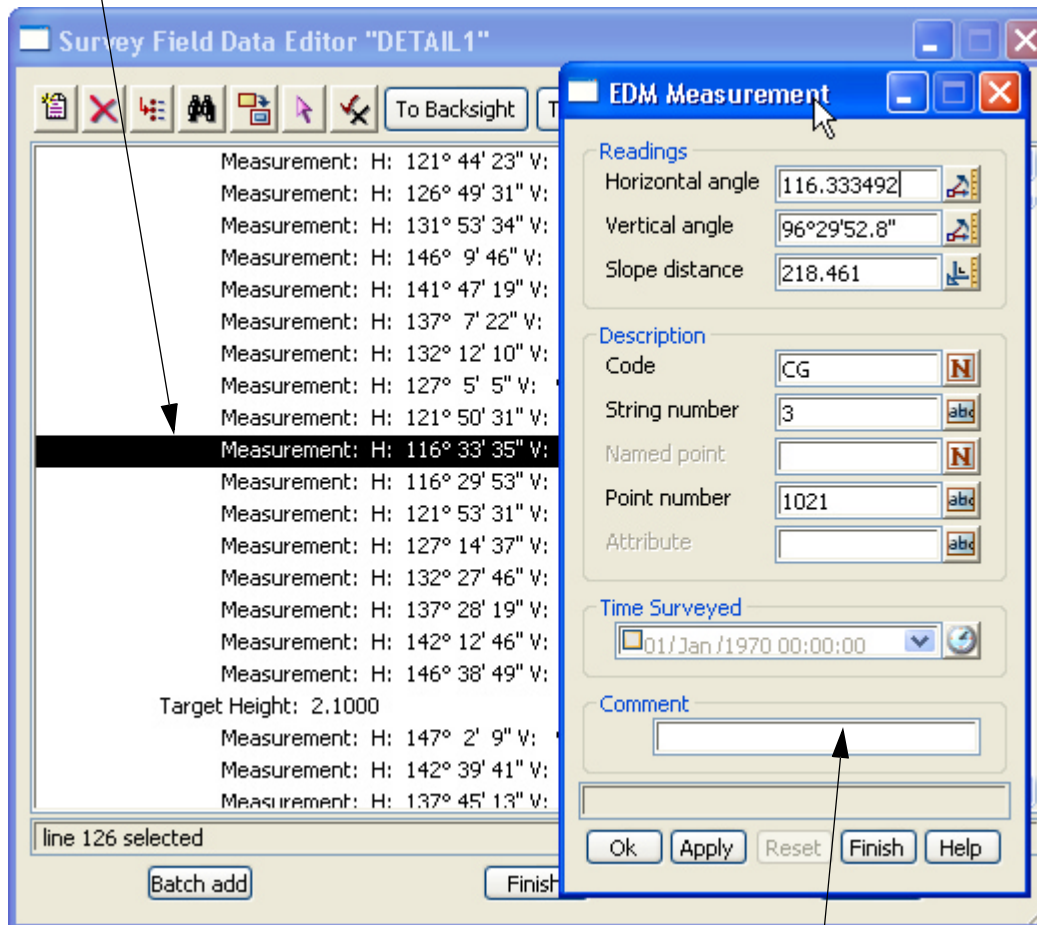 Survey Field Data Editor "DETAIL1"
To Backsight
Measurement: H: 121° 44' 23" V:
Measurement: H: 126° 49' 31" V:
Measurement: H: 131° 53' 34" V:
Measurement: H: 146° 9' 46" V:
Measurement: H: 141° 47' 19" V:
Measurement: H: 137° 7' 22" V:
Measurement: H: 132° 12' 10" V:
Measurement: H: 127° 5' 5" V:
Measurement: H: 121° 50' 31" V:
Measurement: H: 116° 33' 35" V:
Measurement: H: 116° 29' 53" V:
Measurement: H: 121° 53' 31" V:
Measurement: H: 127° 14' 37" V:
Measurement: H: 132° 27' 46" V:
Measurement: H: 137° 28' 19" V:
Measurement: H: 142° 12' 46" V:
Measurement: H: 146° 38' 49" V:
Target Height: 2.1000
Measurement: H: 147° 2' 9" V:
Measurement: H: 142° 39' 41" V:
Measurement: H: 137° 45' 13" V:
line 126 selected
Batch add
Finish
EDM Measurement
Readings
Horizontal angle 116.333492
Vertical angle 96°29'52.8"
Slope distance 218.461
Description
Code CG N
String number 3 abc
Named point N
Point number 1021 abc
Attribute abc
Time Surveyed
01/Jan/1970 00:00:00
Comment
Ok Apply Reset Finish Help